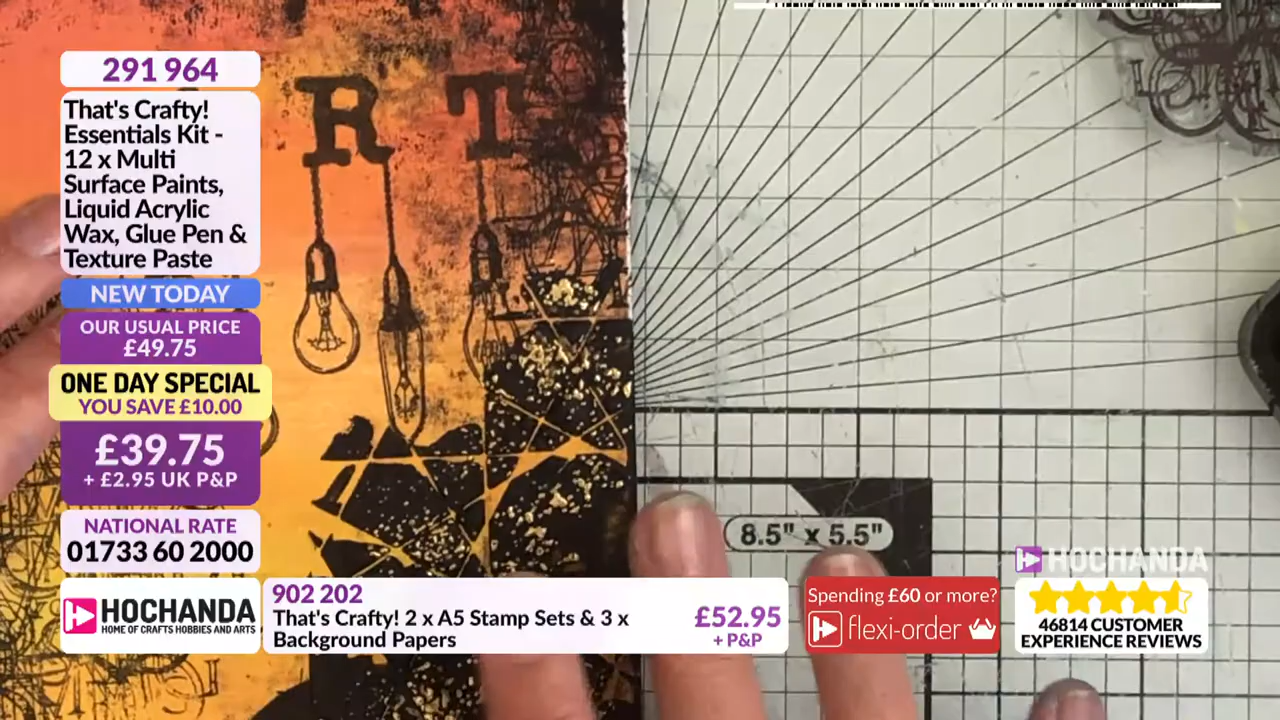 291 964
That's Crafty!
Essentials Kit -
12 x Multi
Surface Paints,
Liquid Acrylic
Wax, Glue Pen &
Texture Paste
NEW TODAY
OUR USUAL PRICE
£49.75
ONE DAY SPECIAL
YOU SAVE £10.00
£39.75
+ £2.95 UK P&P
NATIONAL RATE
01733 60 2000
HOCHANDA
HOME OF CRAFTS HOBBIES AND ARTS
RT
8.5" x 5.5"
902 202
That's Crafty! 2 x A5 Stamp Sets & 3 x
Background Papers
£52.95
+ P&P
Spending £60 or more?
flexi-order
HOCHANDA
46814 CUSTOMER
EXPERIENCE REVIEWS